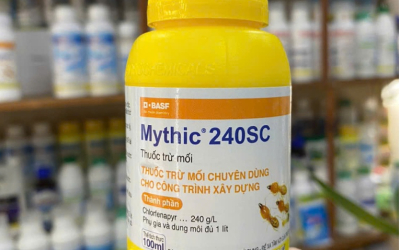 BASF
Mythic® 240SC
Thuốc trừ mối
THUỐC TRỪ MỐI CHUYÊN DÙNG
CHO CÔNG TRÌNH XÂY DỰNG
Thành phần
Chlorfenapyr ... 240 g/L
Phụ gia và dung môi đủ 1 lít
100ml